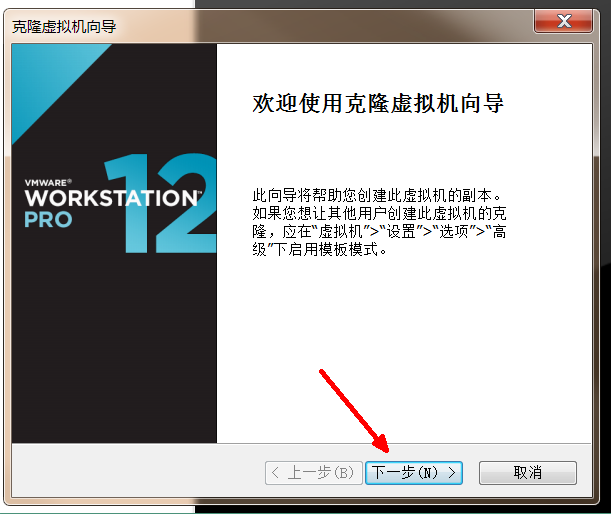 克隆虚拟机向导
欢迎使用克隆虚拟机向导
VMWARE®
WORKSTATION™
PRO
12
此向导将帮助您创建此虚拟机的副本。
如果您想让其他用户创建此虚拟机的克
隆，应在“虚拟机”>“设置”>“选项”>“高
级”下启用模板模式。
< 上一步(B)
下一步(N) >
取消